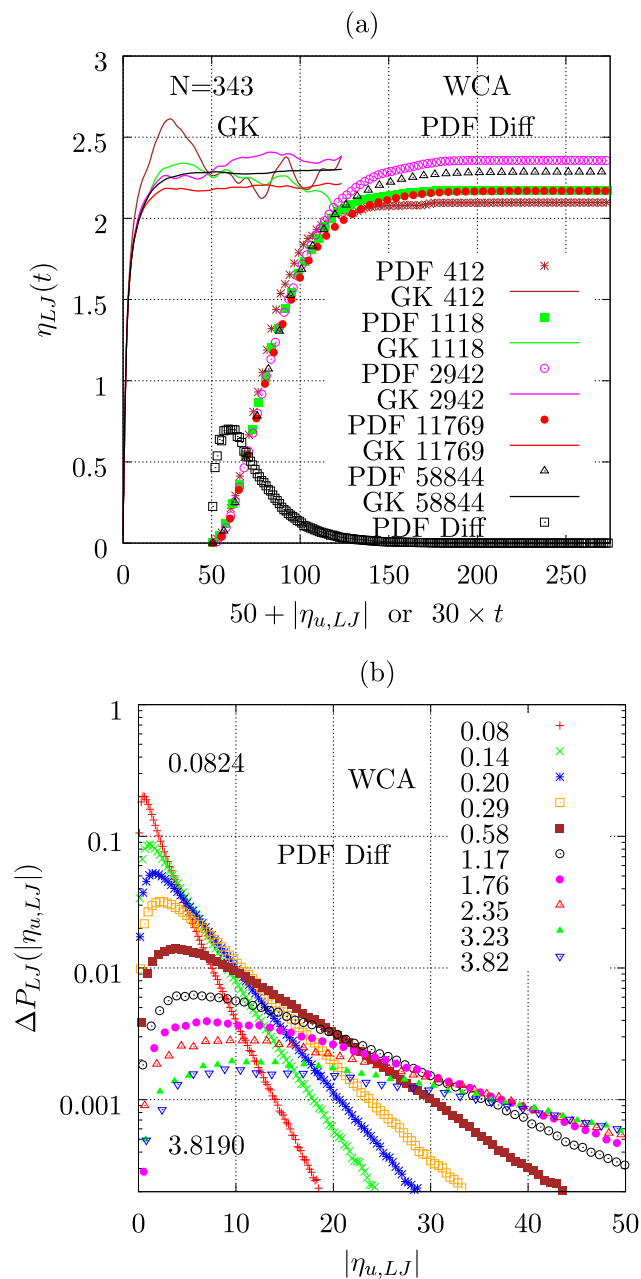 (a)
N=343 WCA
GK PDF Diff
η_{LJ}(t)
3
2.5
2
1.5
1
0.5
0
PDF 412
GK 412
PDF 1118
GK 1118
PDF 2942
GK 2942
PDF 11769
GK 11769
PDF 58844
GK 58844
PDF Diff
0 50 100 150 200 250
50 + |η_{u,LJ}| or 30 × t
(b)
ΔP_{LJ}(|η_{u,LJ}|)
1
0.1
0.01
0.001
0.0824
WCA
PDF Diff
3.8190
0.08
0.14
0.20
0.29
0.58
1.17
1.76
2.35
3.23
3.82
0 10 20 30 40 50
|η_{u,LJ}|